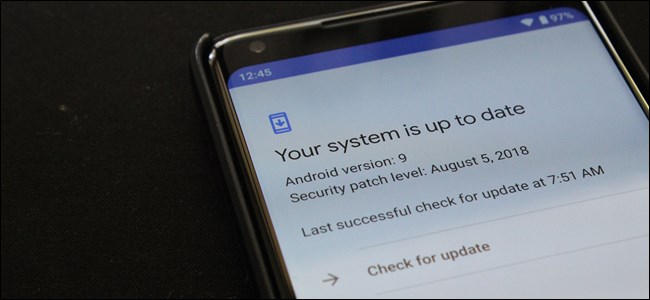 12:45 97%
Your system is up to date
Android version: 9
Security patch level: August 5, 2018
Last successful check for update at 7:51 AM
Check for update